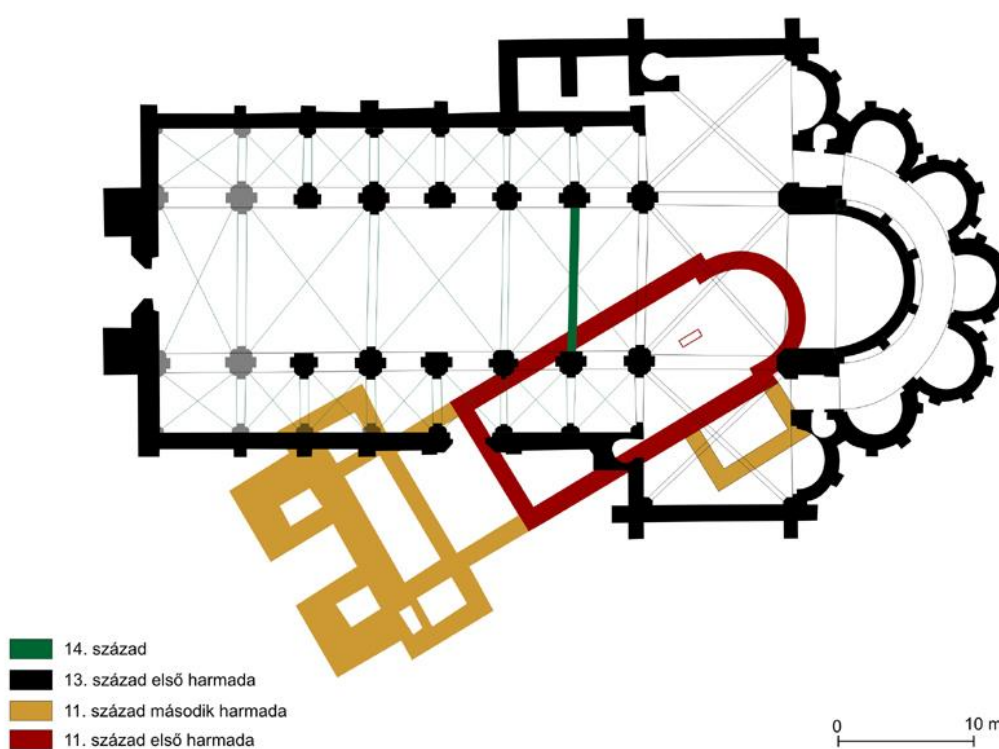 14. század
13. század első harmada
11. század második harmada
11. század első harmada
0 10 m